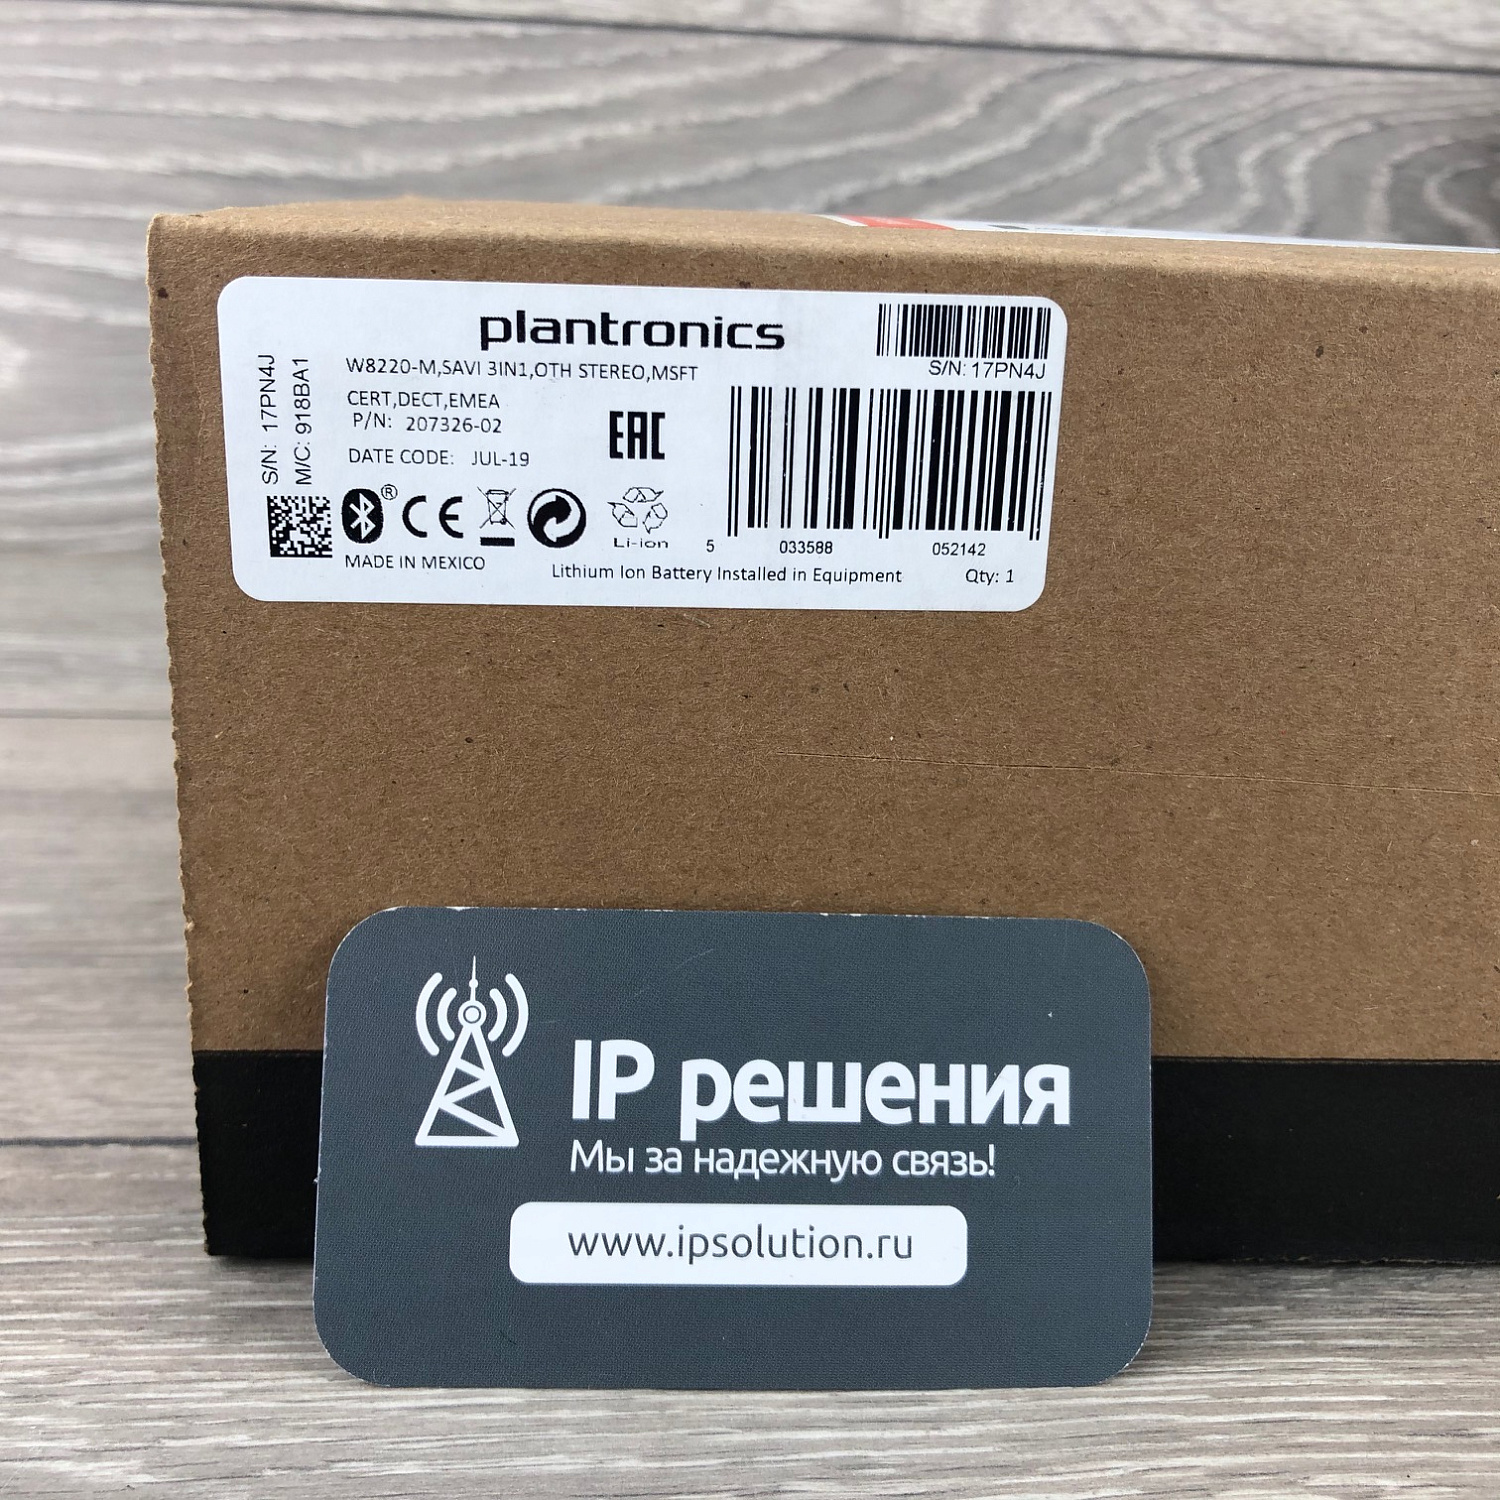 plantronics
S/N: 17PN4J
W8220-M,SAVI 3IN1,OTH STEREO,MSFT
CERT,DECT,EMEA
P/N: 207326-02
DATE CODE: JUL-19
S/N: 17PN4J
M/C: 918BA1
EAC
® CE
Li-ion
5 033588 052142
MADE IN MEXICO
Lithium Ion Battery Installed in Equipment
Qty: 1
IP решения
Мы за надежную связь!
www.ipsolution.ru